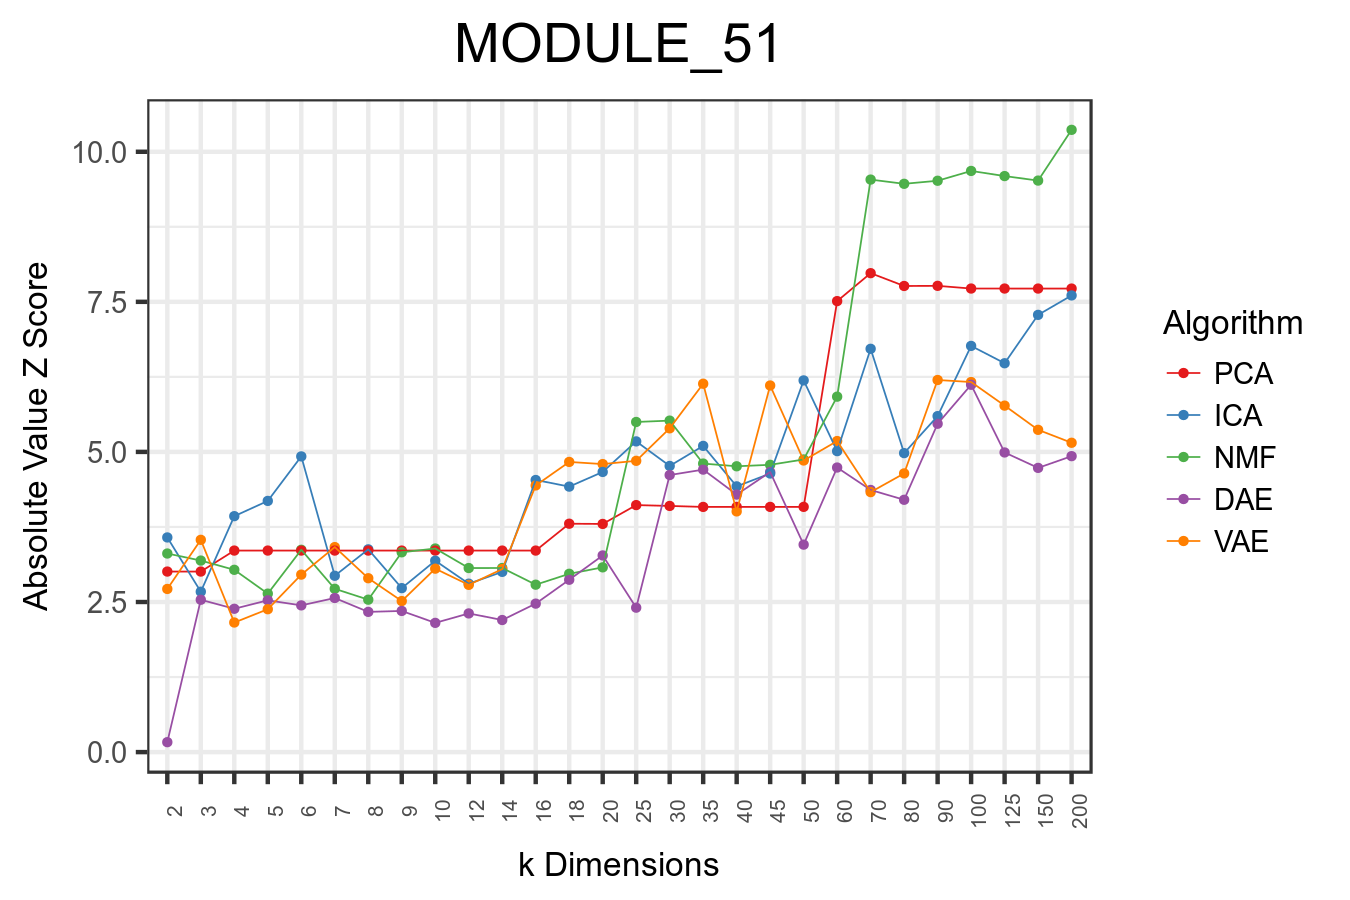 MODULE_51
Absolute Value Z Score
10.0
7.5
5.0
2.5
0.0
2 3 4 5 6 7 8 9 10 12 14 16 18 20 25 30 35 40 45 50 60 70 80 90 100 125 150 200
k Dimensions
Algorithm
PCA
ICA
NMF
DAE
VAE